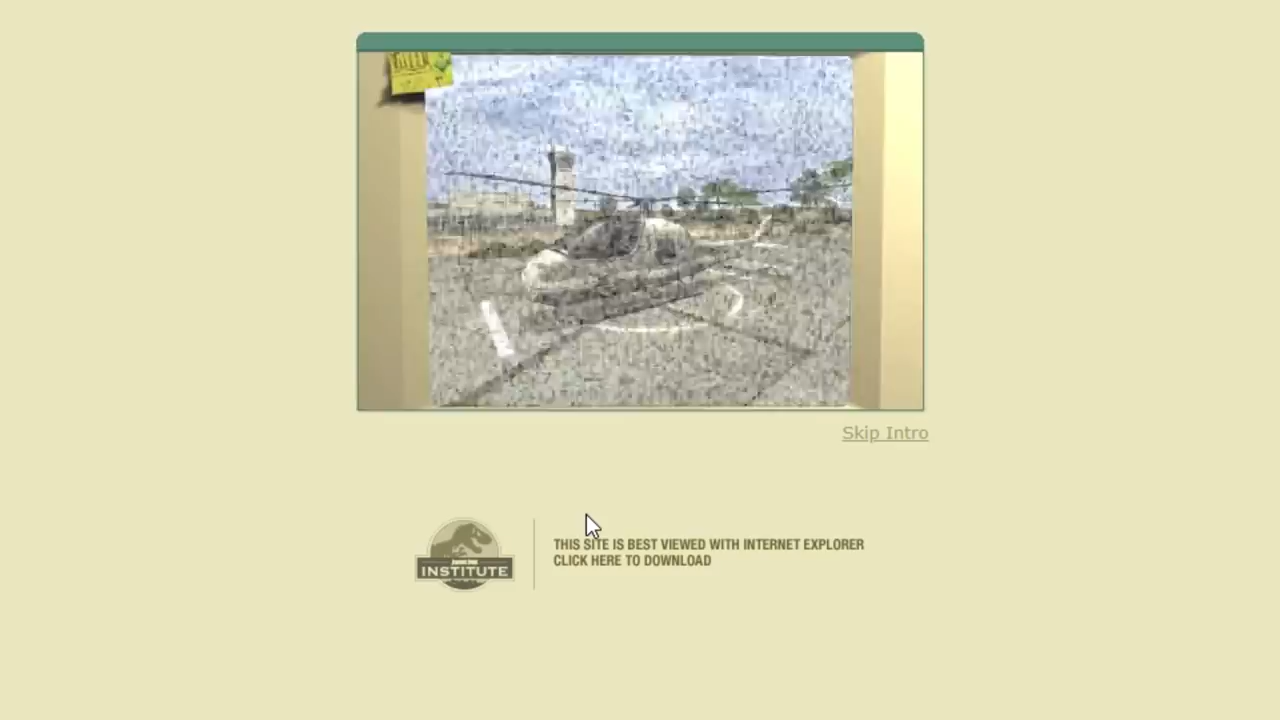 Skip Intro
INSTITUTE
THIS SITE IS BEST VIEWED WITH INTERNET EXPLORER
CLICK HERE TO DOWNLOAD